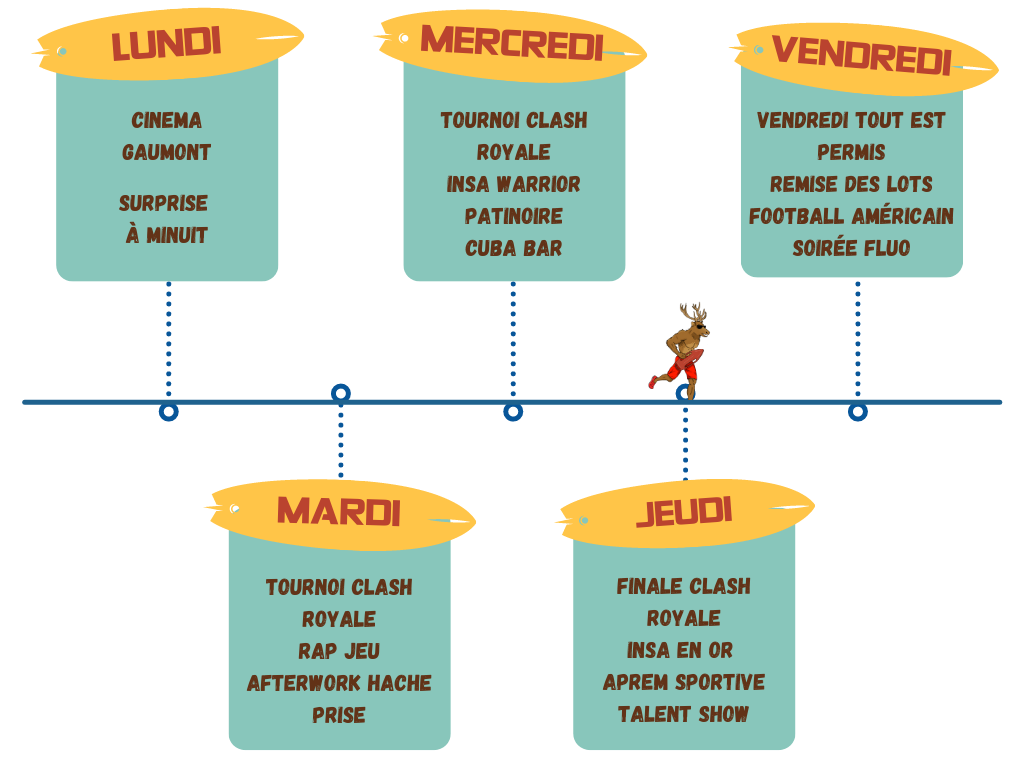 LUNDI
CINEMA
GAUMONT
SURPRISE
À MINUIT
MARDI
TOURNOI CLASH
ROYALE
RAP JEU
AFTERWORK HACHE
PRISE
MERCREDI
TOURNOI CLASH
ROYALE
INSA WARRIOR
PATINOIRE
CUBA BAR
JEUDI
FINALE CLASH
ROYALE
INSA EN OR
APREM SPORTIVE
TALENT SHOW
VENDREDI
VENDREDI TOUT EST
PERMIS
REMISE DES LOTS
FOOTBALL AMÉRICAIN
SOIRÉE FLUO